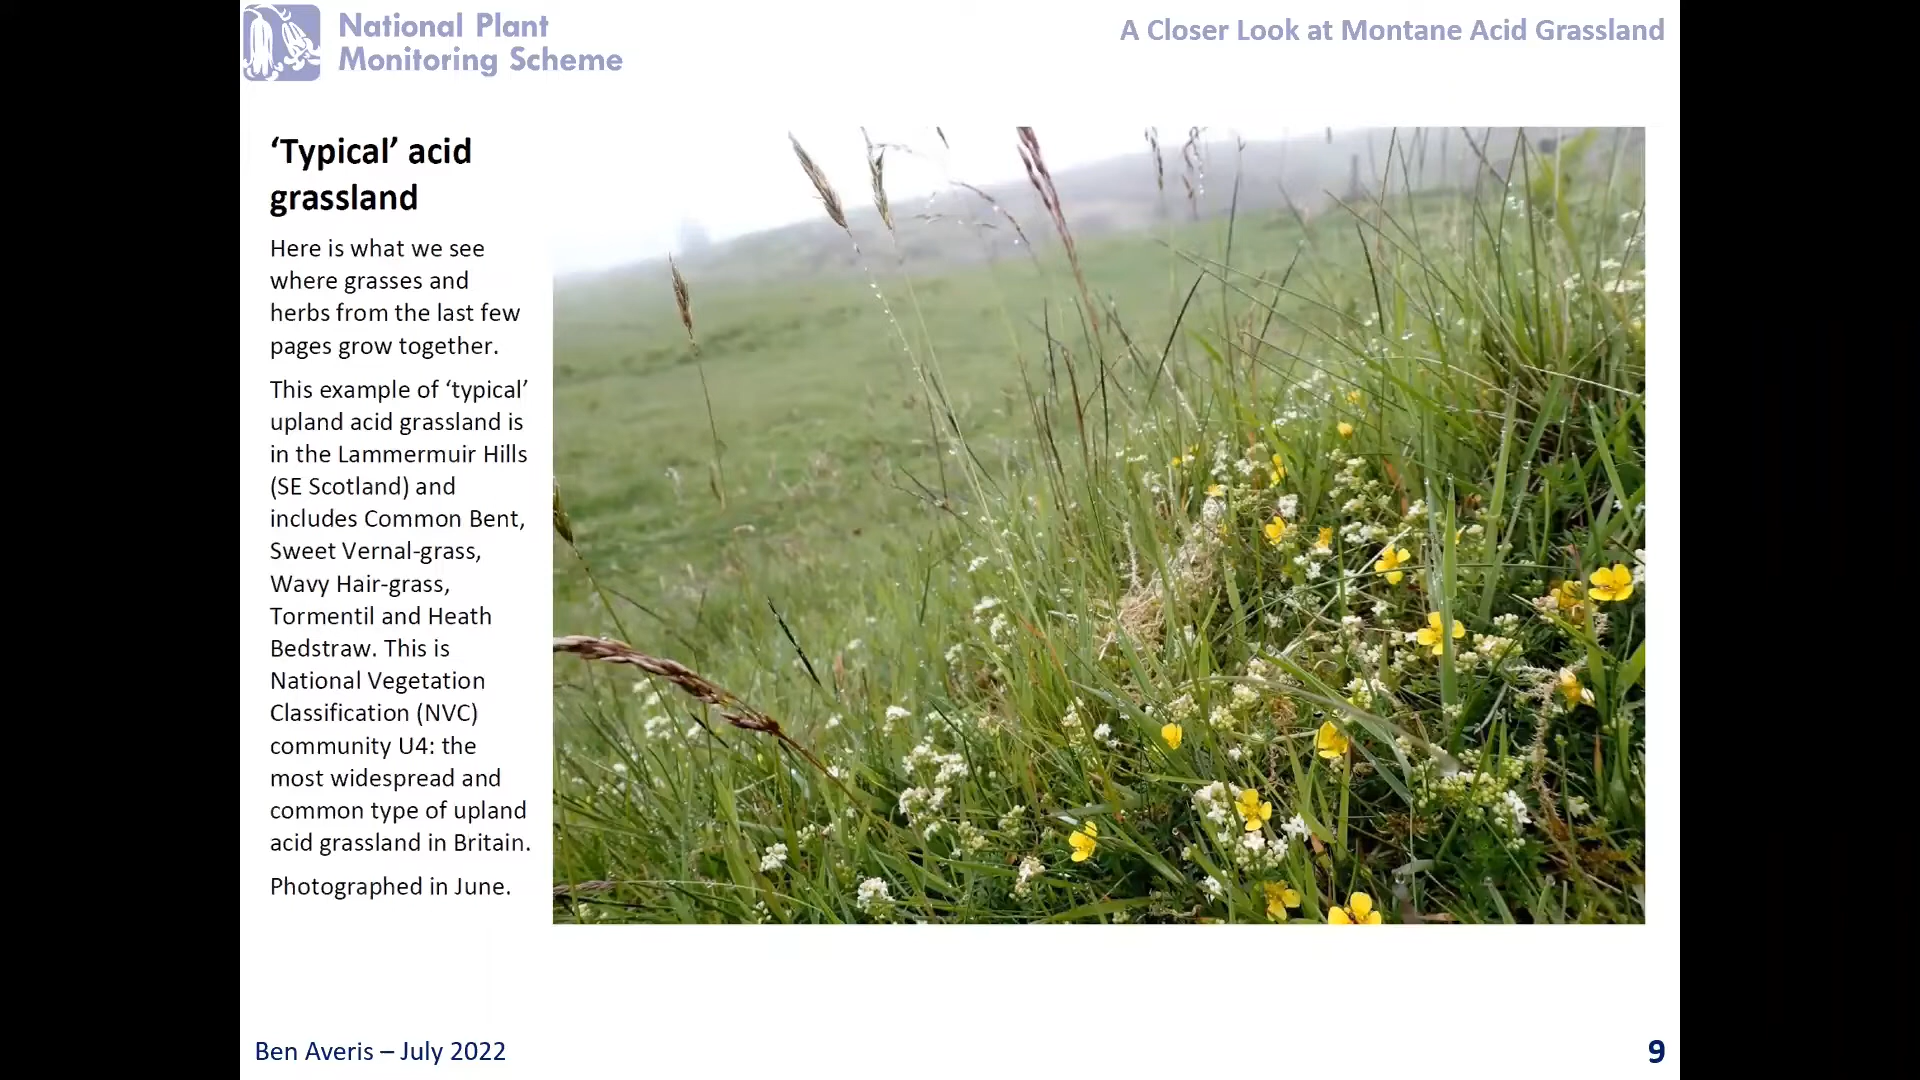 National Plant
Monitoring Scheme
A Closer Look at Montane Acid Grassland
‘Typical’ acid
grassland
Here is what we see
where grasses and
herbs from the last few
pages grow together.
This example of ‘typical’
upland acid grassland is
in the Lammermuir Hills
(SE Scotland) and
includes Common Bent,
Sweet Vernal-grass,
Wavy Hair-grass,
Tormentil and Heath
Bedstraw. This is
National Vegetation
Classification (NVC)
community U4: the
most widespread and
common type of upland
acid grassland in Britain.
Photographed in June.
Ben Averis – July 2022
9